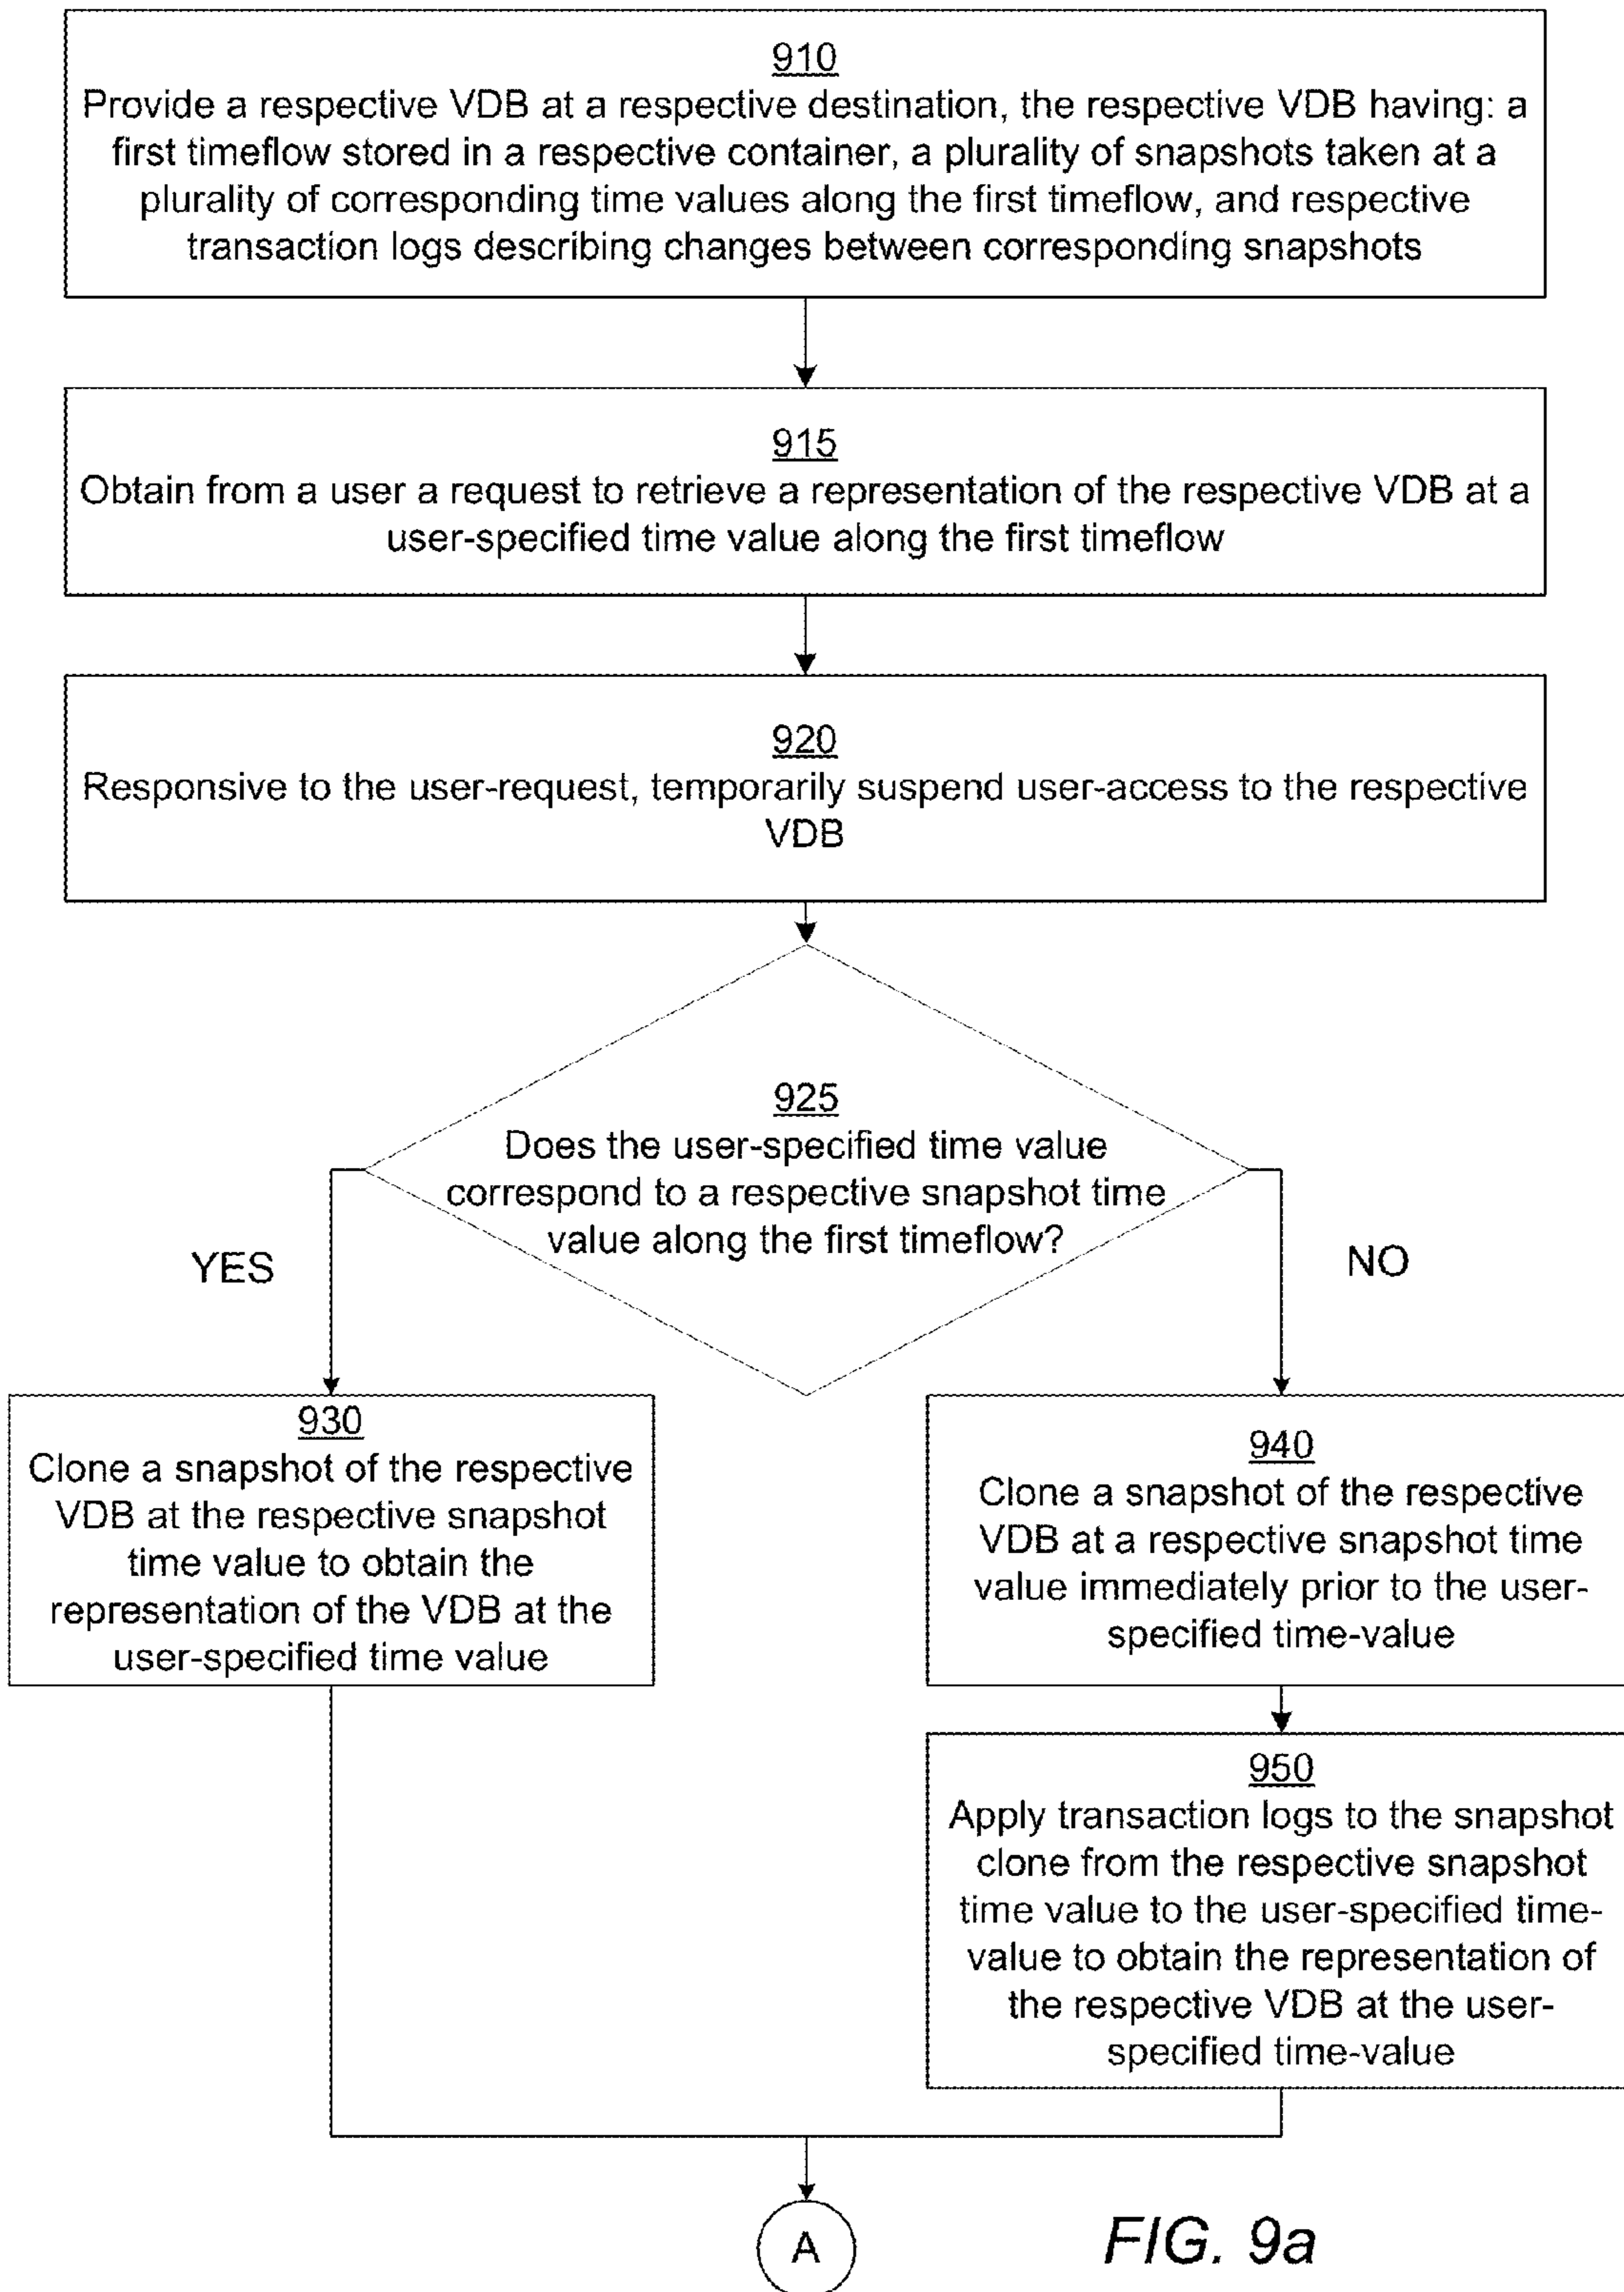 910
Provide a respective VDB at a respective destination, the respective VDB having: a
first timeflow stored in a respective container, a plurality of snapshots taken at a
plurality of corresponding time values along the first timeflow, and respective
transaction logs describing changes between corresponding snapshots
915
Obtain from a user a request to retrieve a representation of the respective VDB at a
user-specified time value along the first timeflow
920
Responsive to the user-request, temporarily suspend user-access to the respective
VDB
925
Does the user-specified time value
correspond to a respective snapshot time
value along the first timeflow?
YES
NO
930
Clone a snapshot of the respective
VDB at the respective snapshot
time value to obtain the
representation of the VDB at the
user-specified time value
940
Clone a snapshot of the respective
VDB at a respective snapshot time
value immediately prior to the user-
specified time-value
950
Apply transaction logs to the snapshot
clone from the respective snapshot
time value to the user-specified time-
value to obtain the representation of
the respective VDB at the user-
specified time-value
A
FIG. 9a